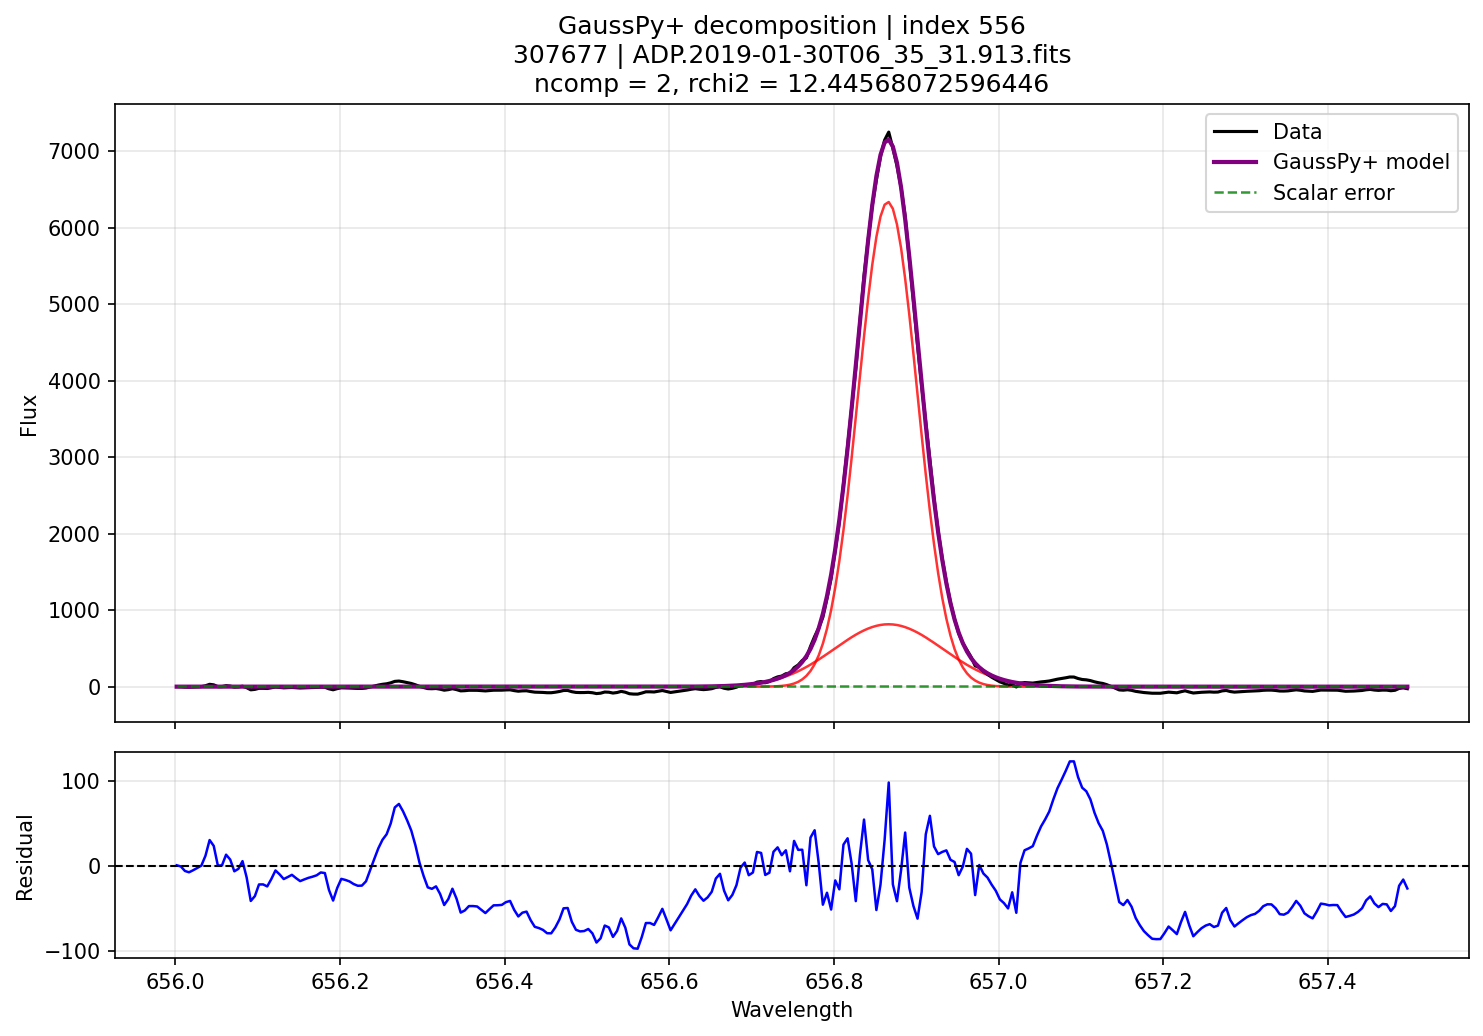 GaussPy+ decomposition | index 556
307677 | ADP.2019-01-30T06_35_31.913.fits
ncomp = 2, rchi2 = 12.44568072596446
Data
GaussPy+ model
Scalar error
Flux
7000
6000
5000
4000
3000
2000
1000
0
Residual
100
0
−100
656.0 656.2 656.4 656.6 656.8 657.0 657.2 657.4
Wavelength